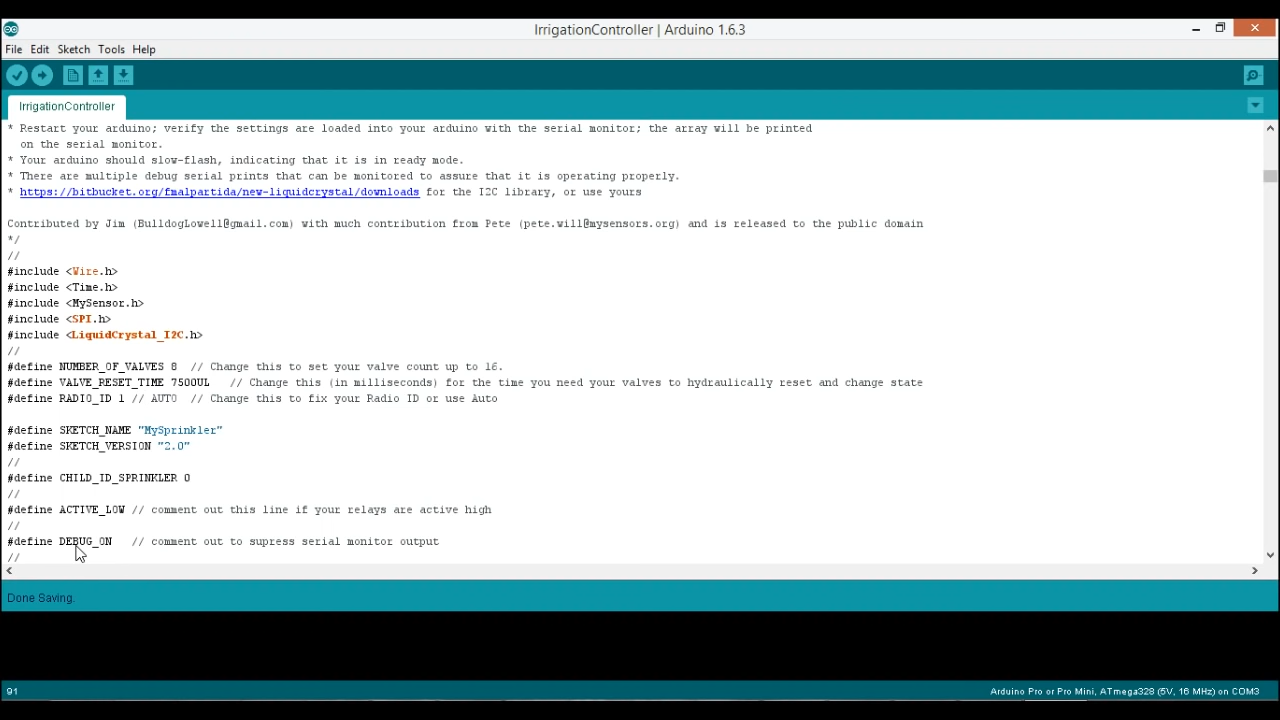 IrrigationController | Arduino 1.6.3
File Edit Sketch Tools Help
IrrigationController
* Restart your arduino; verify the settings are loaded into your arduino with the serial monitor; the array will be printed
on the serial monitor.
* Your arduino should slow-flash, indicating that it is in ready mode.
* There are multiple debug serial prints that can be monitored to assure that it is operating properly.
* https://bitbucket.org/fmalpartida/new-liquidcrystal/downloads for the I2C library, or use yours
Contributed by Jim (BulldogLowell@gmail.com) with much contribution from Pete (pete.will@mysensors.org) and is released to the public domain
*/
//
#include <Wire.h>
#include <Time.h>
#include <MySensor.h>
#include <SPI.h>
#include <LiquidCrystal_I2C.h>
//
#define NUMBER_OF_VALVES 8 // Change this to set your valve count up to 16.
#define VALVE_RESET_TIME 7500UL // Change this (in milliseconds) for the time you need your valves to hydraulically reset and change state
#define RADIO_ID 1 // AUTO // Change this to fix your Radio ID or use Auto
#define SKETCH_NAME "MySprinkler"
#define SKETCH_VERSION "2.0"
//
#define CHILD_ID_SPRINKLER 0
//
#define ACTIVE_LOW // comment out this line if your relays are active high
//
#define DEBUG_ON // comment out to supress serial monitor output
//
Done Saving.
91 Arduino Pro or Pro Mini, ATmega328 (5V, 16 MHz) on COM3